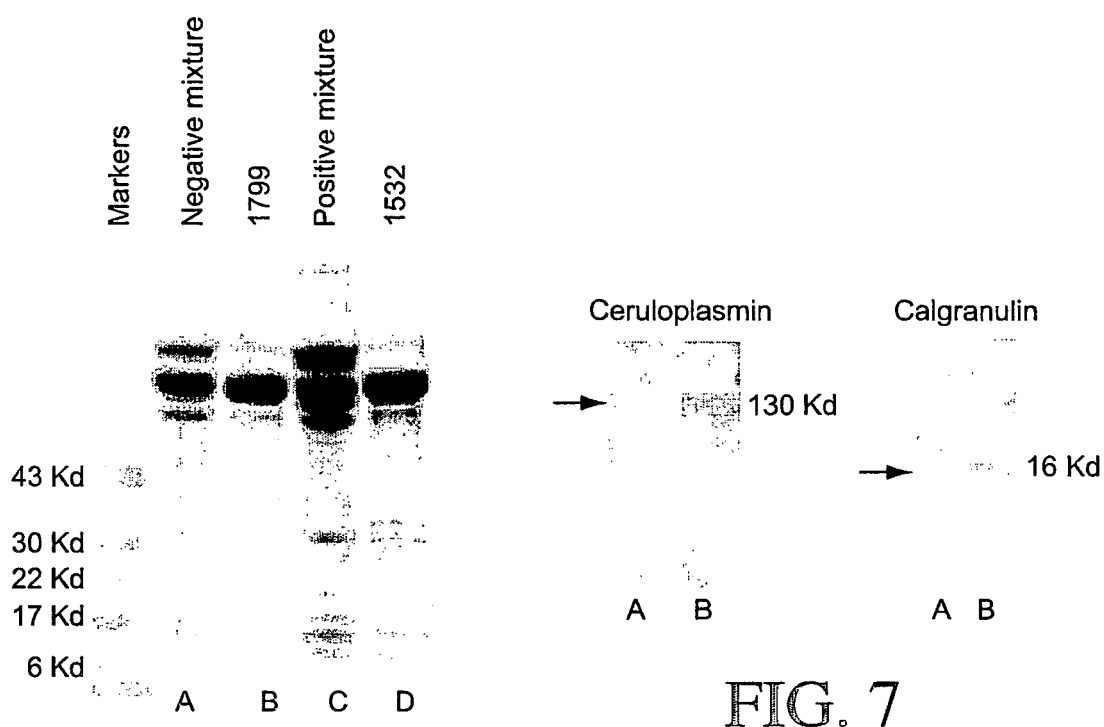 Markers
Negative mixture
1799
Positive mixture
1532
43 Kd
30 Kd
22 Kd
17 Kd
6 Kd
A B C D
Ceruloplasmin
130 Kd
A B
Calgranulin
16 Kd
A B
FIG. 7